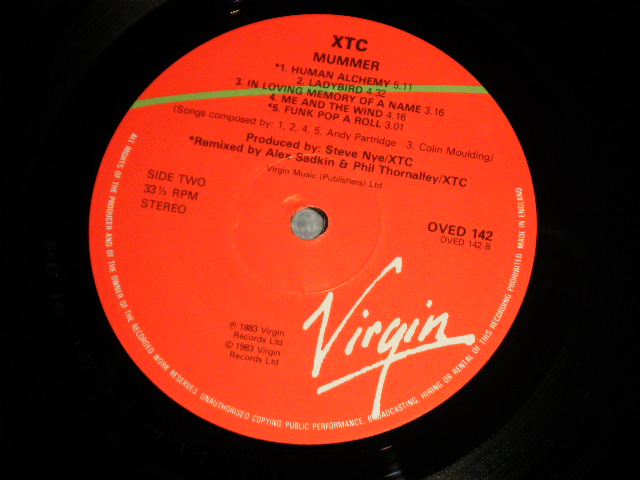 XTC
MUMMER
*1. HUMAN ALCHEMY 5.11
2. LADYBIRD 4.32
3. IN LOVING MEMORY OF A NAME 3.16
4. ME AND THE WIND 4.16
*5. FUNK POP A ROLL 3.01
(Songs composed by: 1, 2, 4, 5. Andy Partridge 3. Colin Moulding)
Produced by: Steve Nye/XTC
*Remixed by Alex Sadkin & Phil Thornalley/XTC
Virgin Music (Publishers) Ltd
SIDE TWO
33⅓ RPM
STEREO
OVED 142
OVED 142-B
℗ 1983 Virgin
Records Ltd
© 1983 Virgin
Records Ltd
Virgin
ALL RIGHTS OF THE PRODUCER AND OF THE OWNER OF THE RECORDED WORK RESERVED. UNAUTHORISED COPYING, PUBLIC PERFORMANCE, BROADCASTING, HIRING OR RENTAL OF THIS RECORDING PROHIBITED. MADE IN ENGLAND